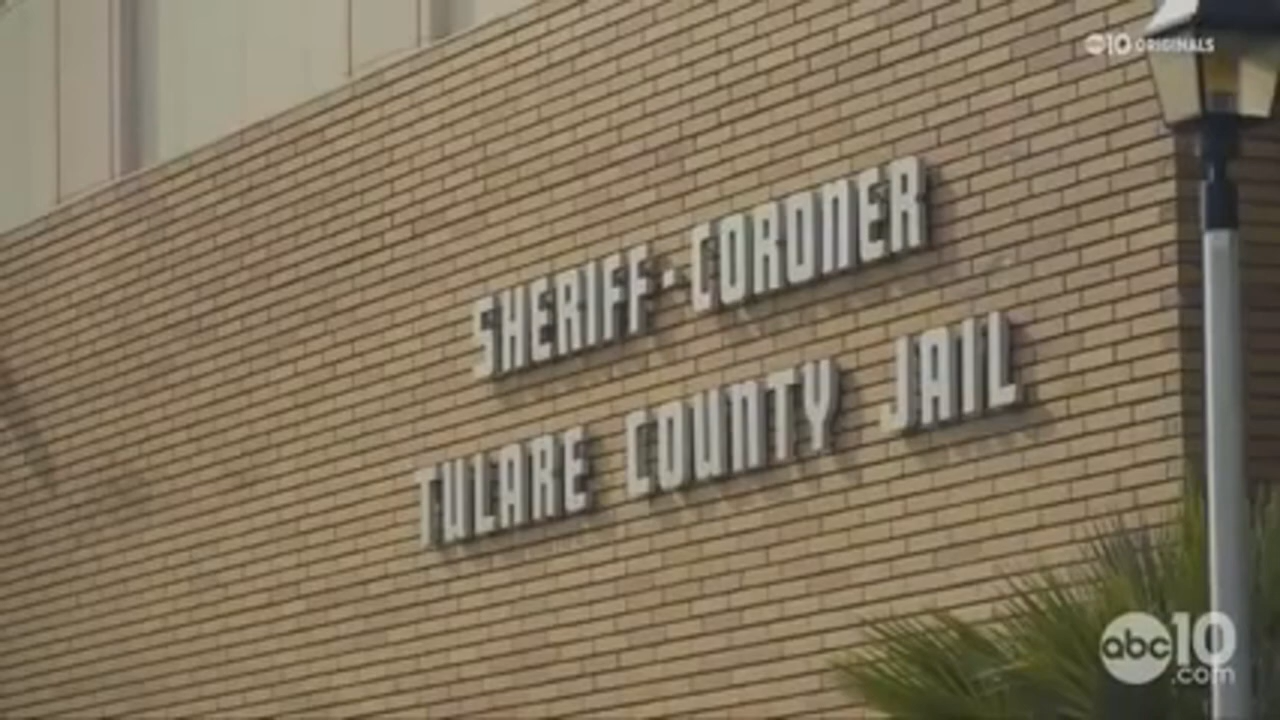 abc10 ORIGINALS
SHERIFF-CORONER
TULARE COUNTY JAIL
abc10
.com